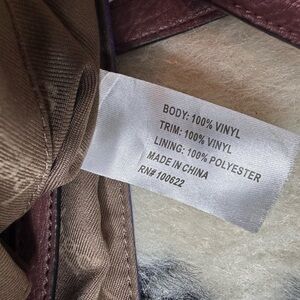 BODY: 100% VINYL
TRIM: 100% VINYL
LINING: 100% POLYESTER
MADE IN CHINA
RN# 100622